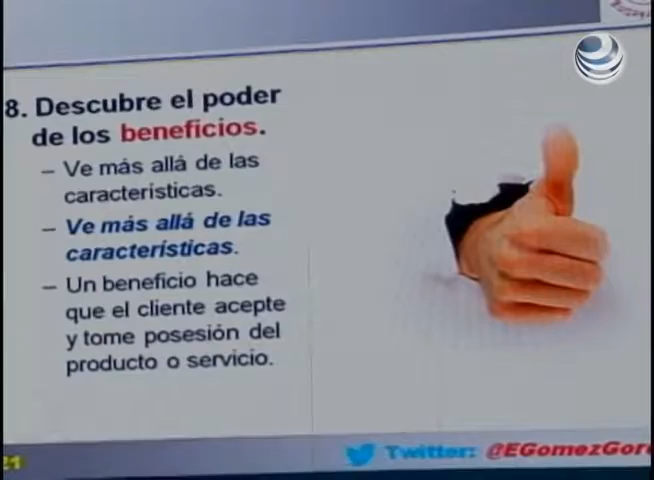 8. Descubre el poder
de los beneficios.
– Ve más allá de las
características.
– Ve más allá de las
características.
– Un beneficio hace
que el cliente acepte
y tome posesión del
producto o servicio.
21
Twitter: @EGomezGor